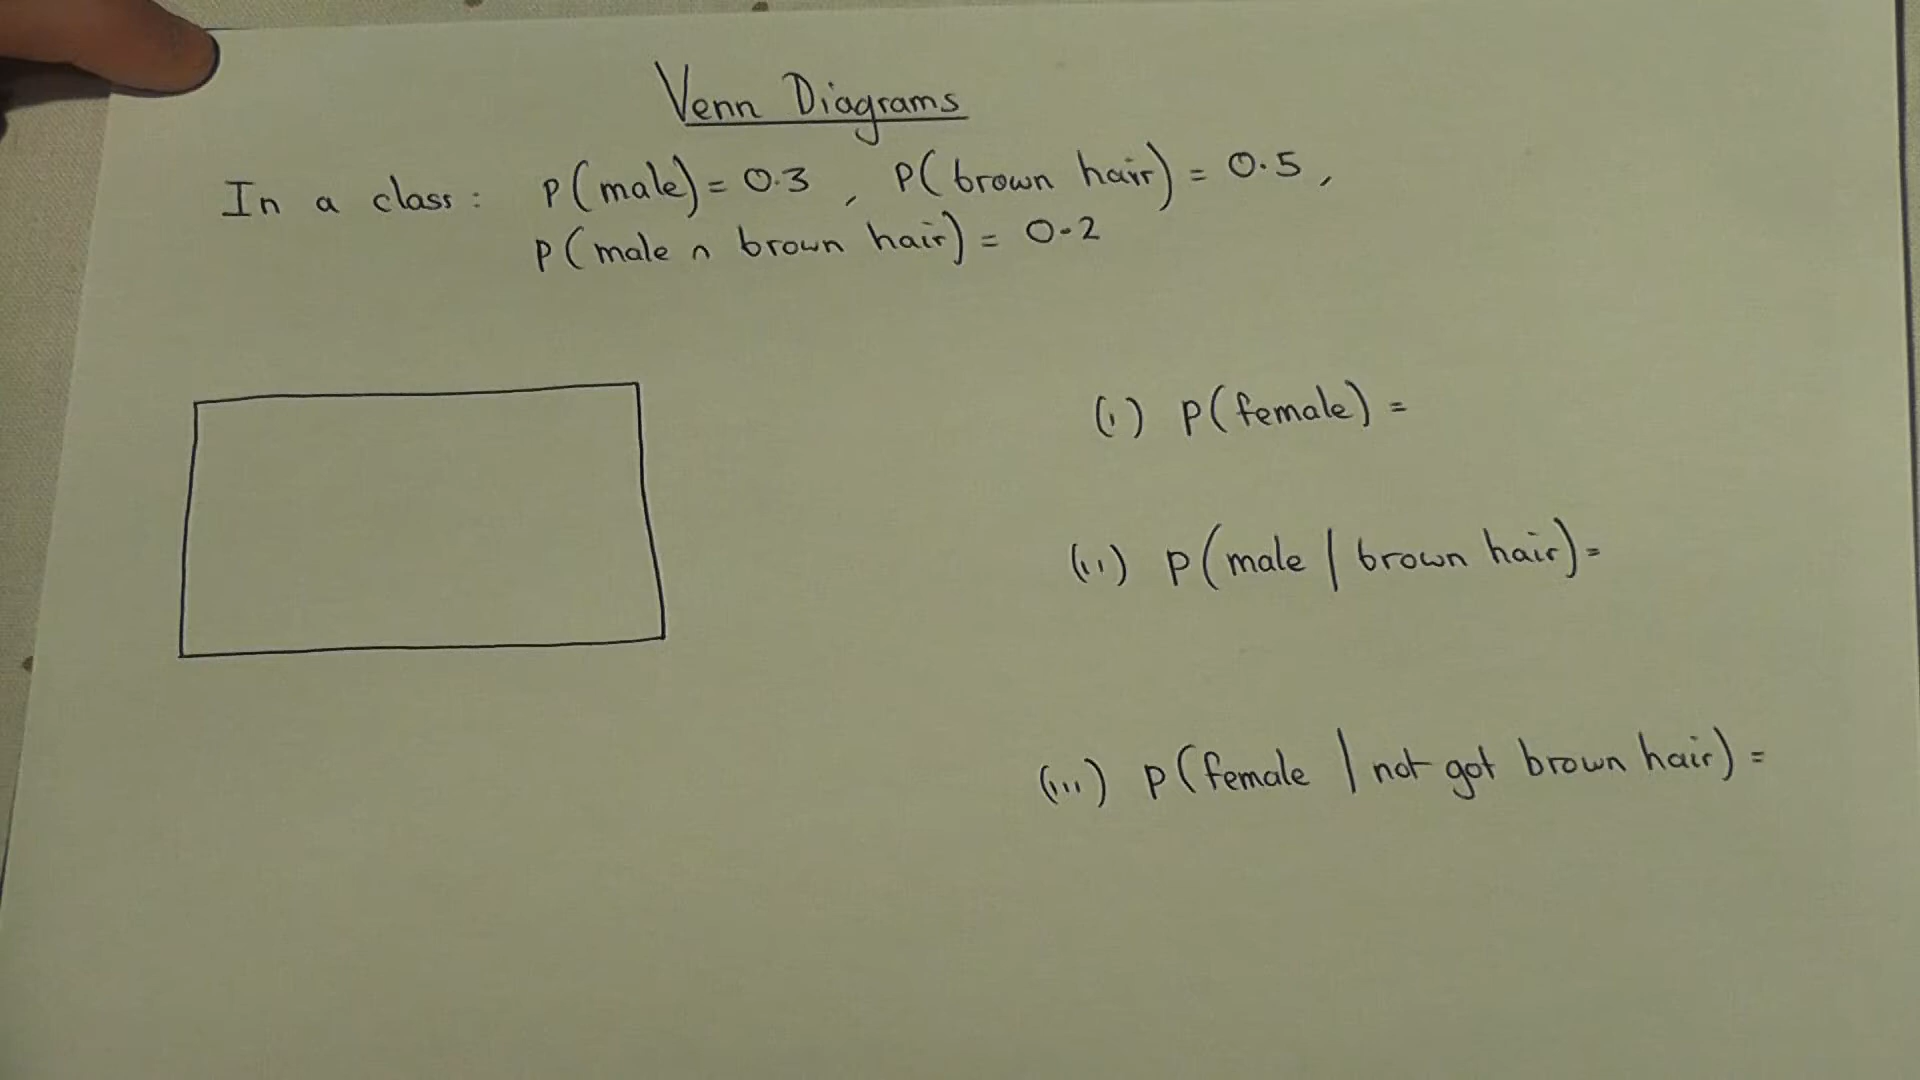 Venn Diagrams
In a class: P(male) = 0.3, P(brown hair) = 0.5,
P(male ∩ brown hair) = 0.2
(i) P(female) =
(ii) P(male | brown hair) =
(iii) P(female | not got brown hair) =